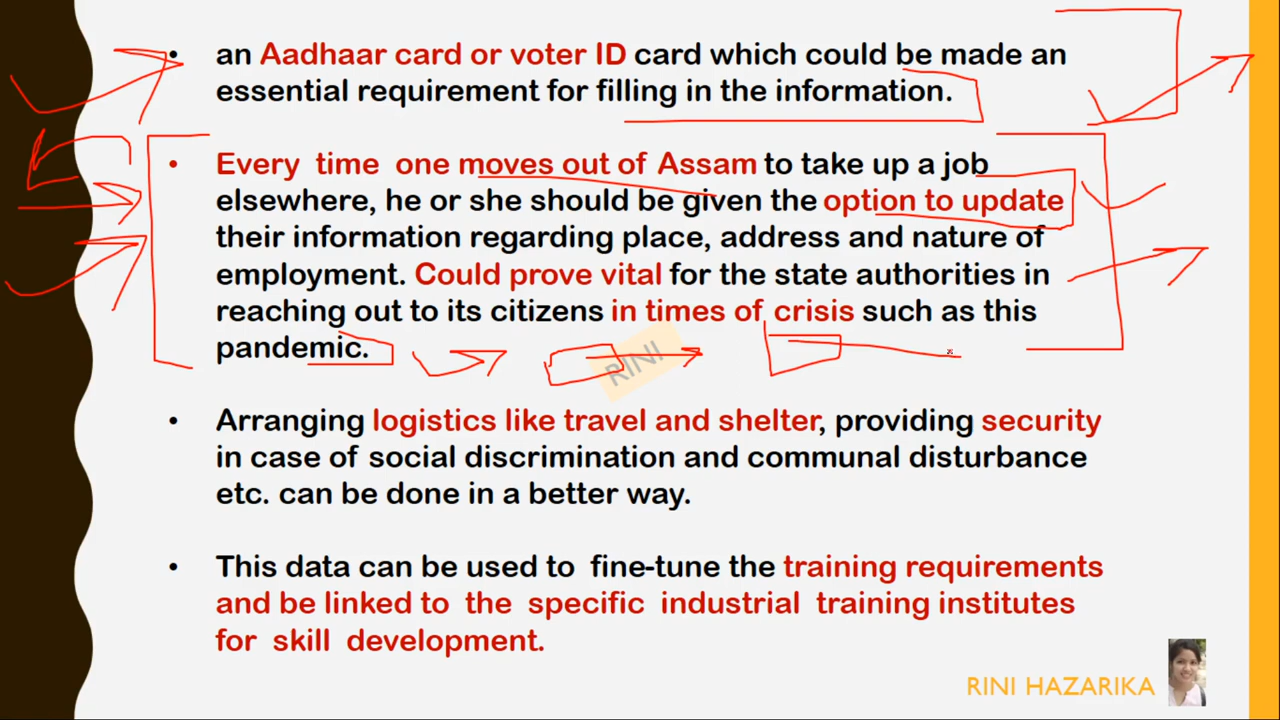 • an Aadhaar card or voter ID card which could be made an
essential requirement for filling in the information.
• Every time one moves out of Assam to take up a job
elsewhere, he or she should be given the option to update
their information regarding place, address and nature of
employment. Could prove vital for the state authorities in
reaching out to its citizens in times of crisis such as this
pandemic.
RINI
• Arranging logistics like travel and shelter, providing security
in case of social discrimination and communal disturbance
etc. can be done in a better way.
• This data can be used to fine-tune the training requirements
and be linked to the specific industrial training institutes
for skill development.
RINI HAZARIKA